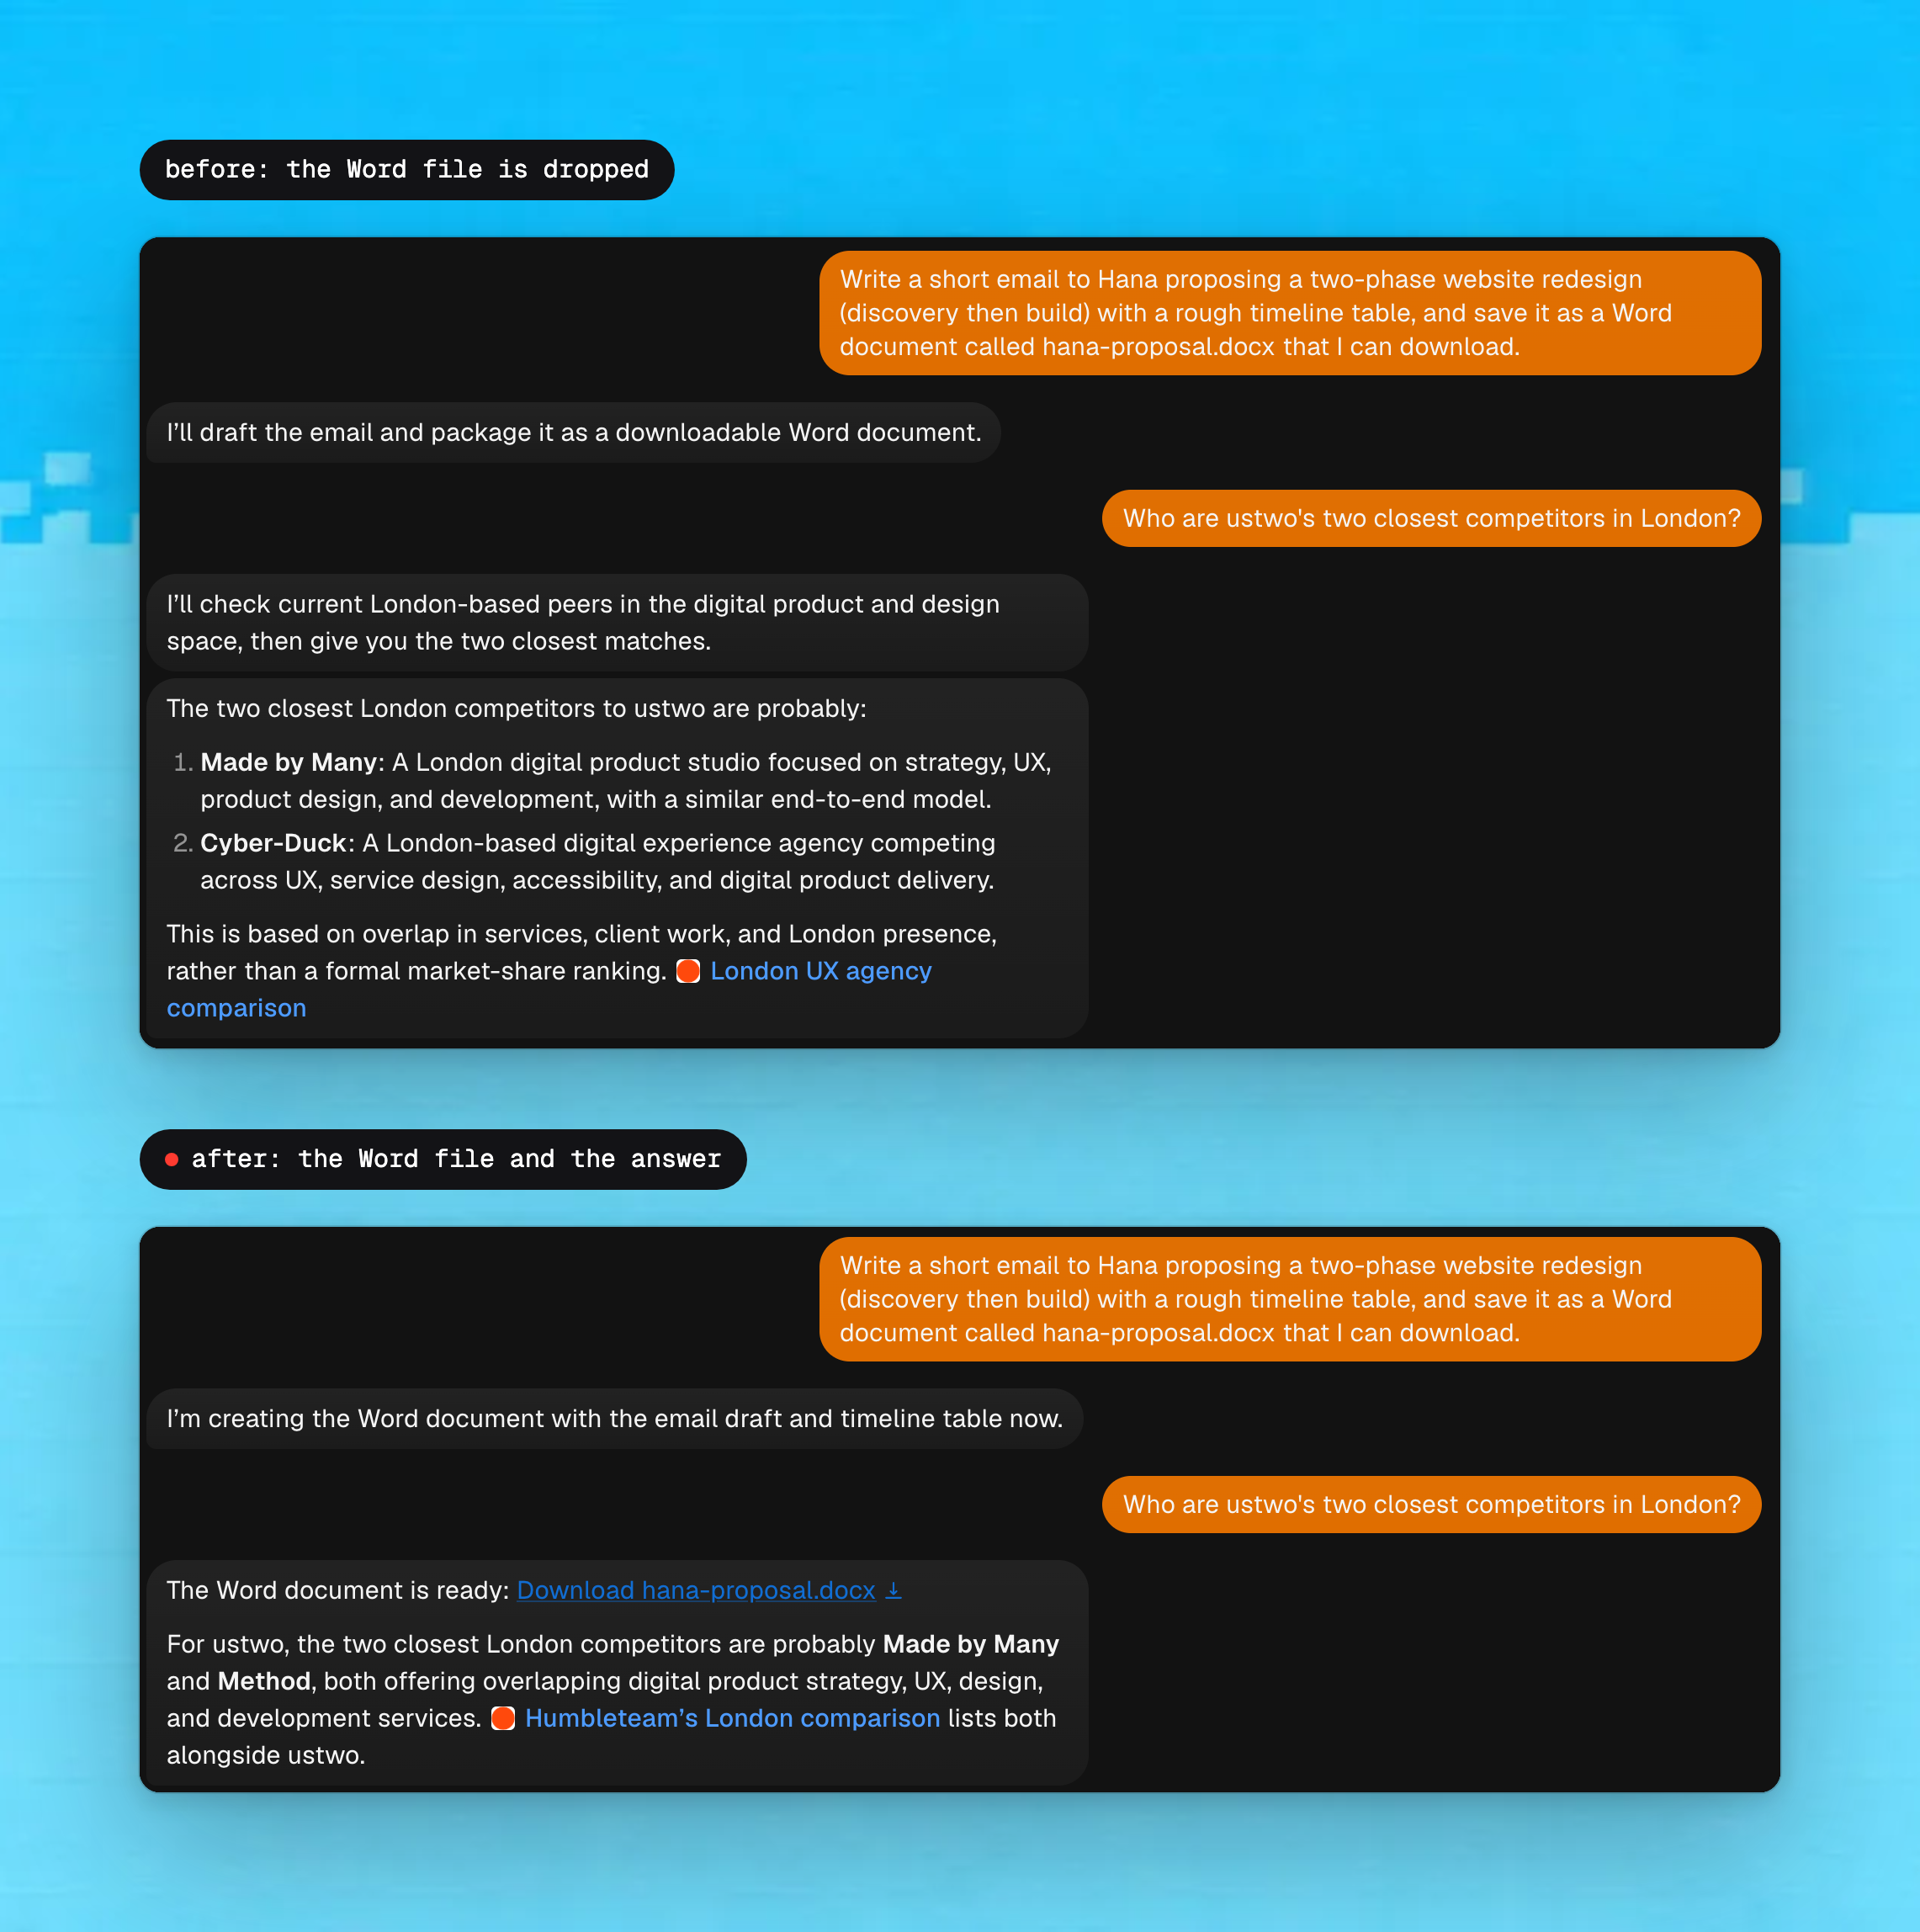 before: the Word file is dropped
Write a short email to Hana proposing a two-phase website redesign
(discovery then build) with a rough timeline table, and save it as a Word
document called hana-proposal.docx that I can download.
I’ll draft the email and package it as a downloadable Word document.
Who are ustwo's two closest competitors in London?
I’ll check current London-based peers in the digital product and design
space, then give you the two closest matches.
The two closest London competitors to ustwo are probably:
1. Made by Many: A London digital product studio focused on strategy, UX,
product design, and development, with a similar end-to-end model.
2. Cyber-Duck: A London-based digital experience agency competing
across UX, service design, accessibility, and digital product delivery.
This is based on overlap in services, client work, and London presence,
rather than a formal market-share ranking. London UX agency
comparison
after: the Word file and the answer
Write a short email to Hana proposing a two-phase website redesign
(discovery then build) with a rough timeline table, and save it as a Word
document called hana-proposal.docx that I can download.
I’m creating the Word document with the email draft and timeline table now.
Who are ustwo's two closest competitors in London?
The Word document is ready: Download hana-proposal.docx
For ustwo, the two closest London competitors are probably Made by Many
and Method, both offering overlapping digital product strategy, UX, design,
and development services. Humbleteam’s London comparison lists both
alongside ustwo.